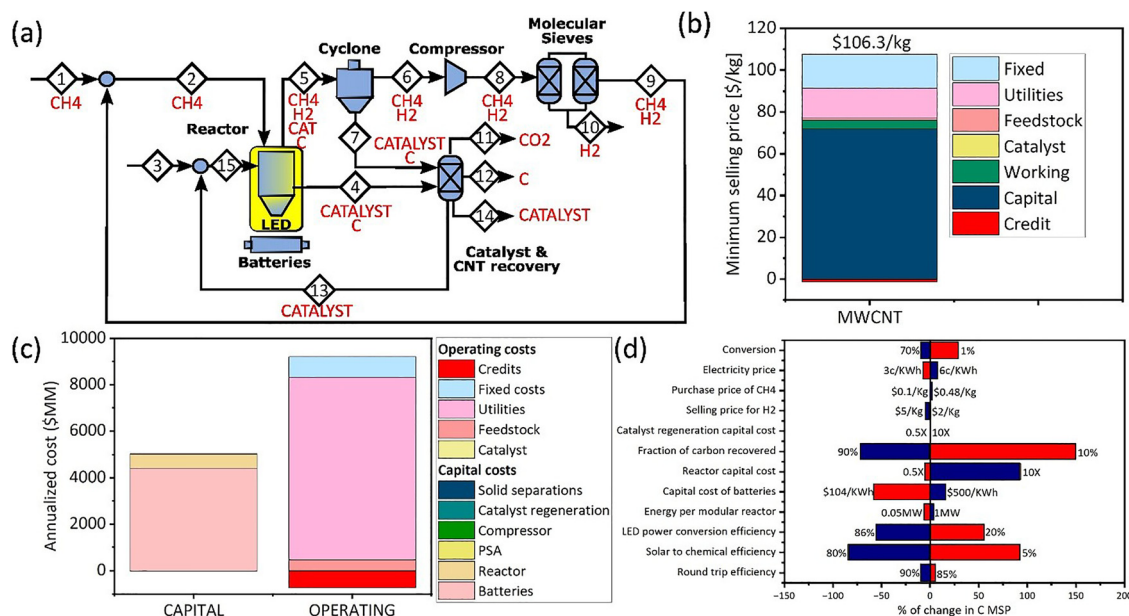 (a)
Cyclone
Compressor
Molecular
Sieves
1
CH4
2
CH4
5
CH4
H2
CAT
C
6
CH4
H2
8
CH4
H2
9
CH4
H2
10
H2
Reactor
7
CATALYST
C
11
CO2
3
15
4
CATALYST
C
12
C
14
CATALYST
LED
Batteries
Catalyst &
CNT recovery
13
CATALYST
(b)
Minimum selling price [$/kg]
120
100
80
60
40
20
0
$106.3/kg
Fixed
Utilities
Feedstock
Catalyst
Working
Capital
Credit
MWCNT
(c)
Annualized cost ($MM)
10000
8000
6000
4000
2000
0
CAPITAL
OPERATING
Operating costs
Credits
Fixed costs
Utilities
Feedstock
Catalyst
Capital costs
Solid separations
Catalyst regeneration
Compressor
PSA
Reactor
Batteries
(d)
Conversion 70% 1%
Electricity price 3c/KWh 6c/KWh
Purchase price of CH4 $0.1/Kg $0.48/Kg
Selling price for H2 $5/Kg $2/Kg
Catalyst regeneration capital cost 0.5X 10X
Fraction of carbon recovered 90% 10%
Reactor capital cost 0.5X 10X
Capital cost of batteries $104/KWh $500/KWh
Energy per modular reactor 0.05MW 1MW
LED power conversion efficiency 86% 20%
Solar to chemical efficiency 80% 5%
Round trip efficiency 90% 85%
−150 −100 −50 0 50 100 150 200
% of change in C MSP